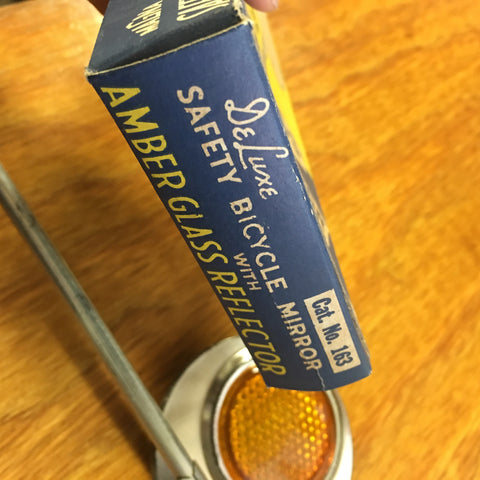 DeLuxe
SAFETY BICYCLE MIRROR
WITH
AMBER GLASS REFLECTOR
Cat. No. 163